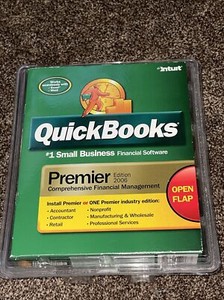 Intuit
QuickBooks
#1 Small Business Financial Software
Premier Edition 2006
Comprehensive Financial Management
Install Premier or ONE Premier industry edition:
• Accountant
• Contractor
• Retail
• Nonprofit
• Manufacturing & Wholesale
• Professional Services
OPEN
FLAP